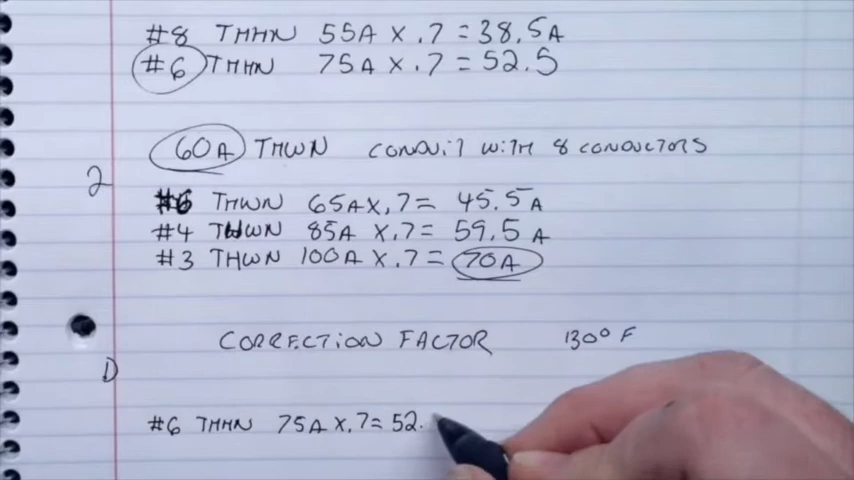 #8 THHN 55A X .7 = 38.5A
#6 THHN 75A X .7 = 52.5
60A THWN CONDUIT WITH 8 CONDUCTORS
2
#6 THWN 65A X .7 = 45.5A
#4 THWN 85A X .7 = 59.5A
#3 THWN 100A X .7 = 70A
CORRECTION FACTOR 130° F
D
#6 THHN 75A X .7 = 52.